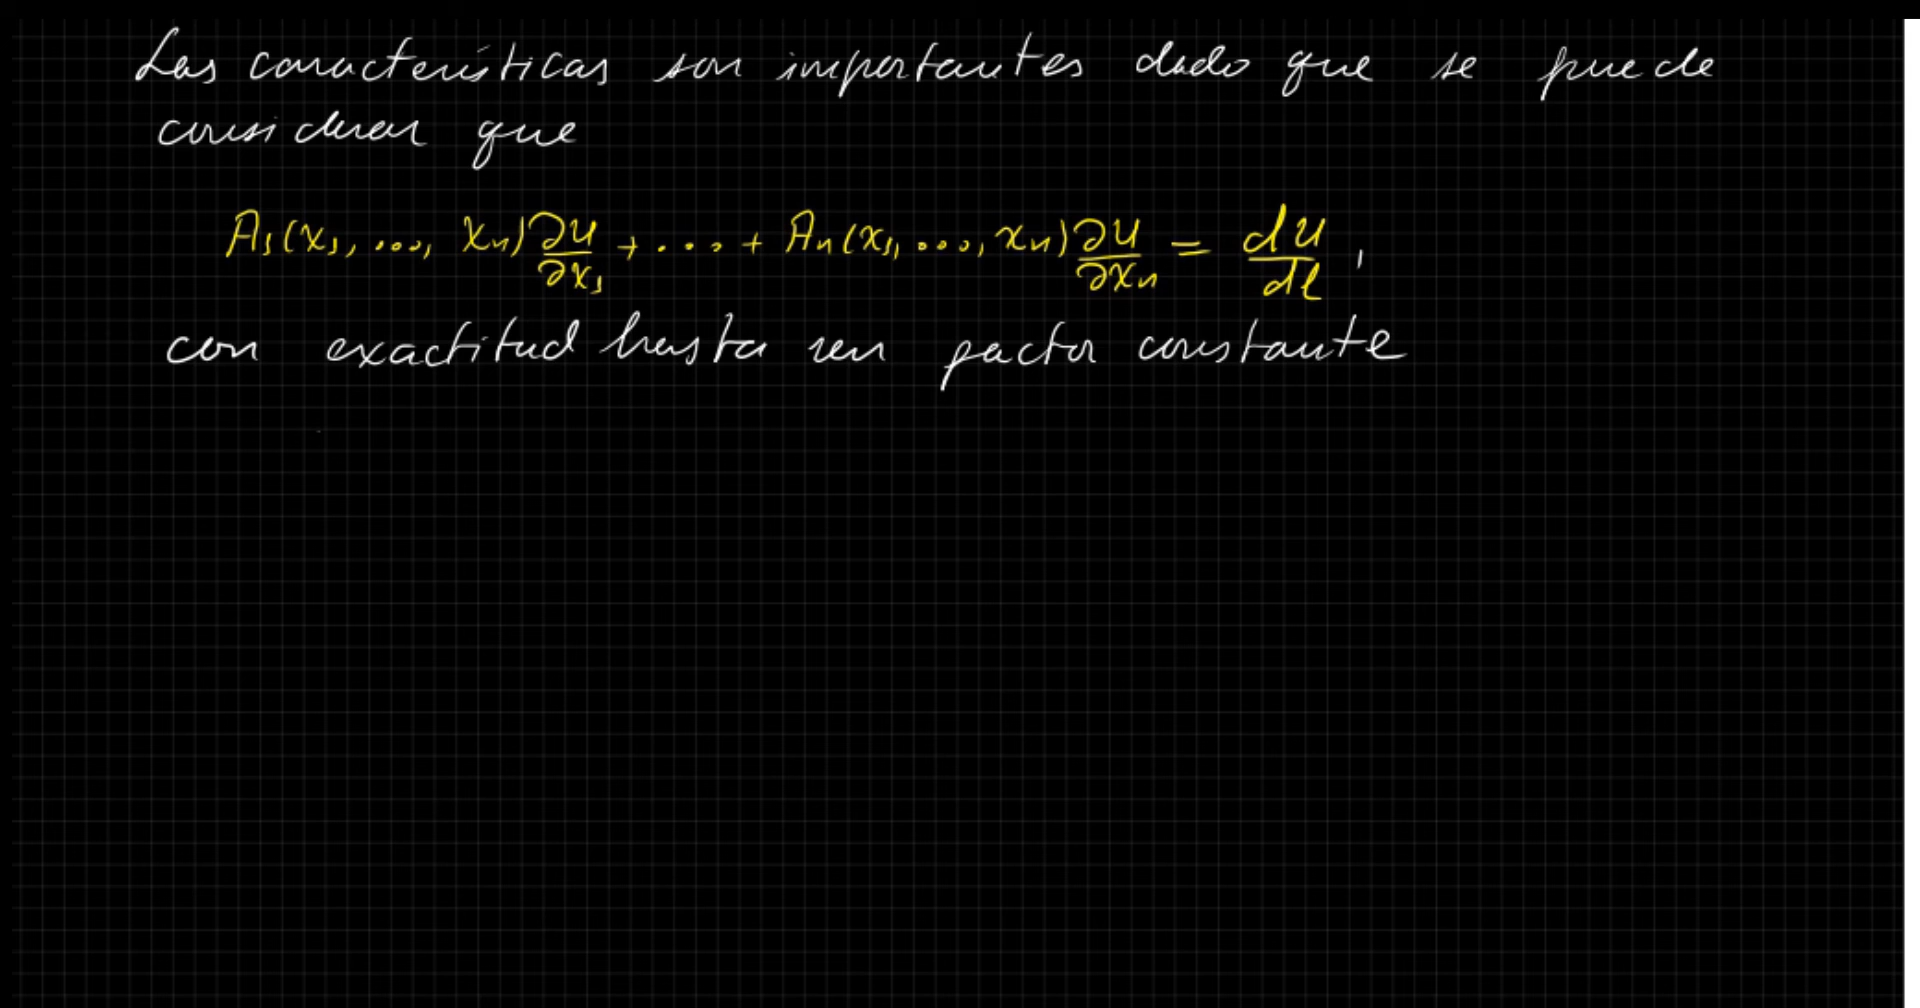 Las características son importantes dado que se puede
considerar que
A₁(x₁, ..., xₙ) ∂u/∂x₁ + ... + Aₙ(x₁, ..., xₙ) ∂u/∂xₙ = du/dl,
con exactitud hasta un factor constante